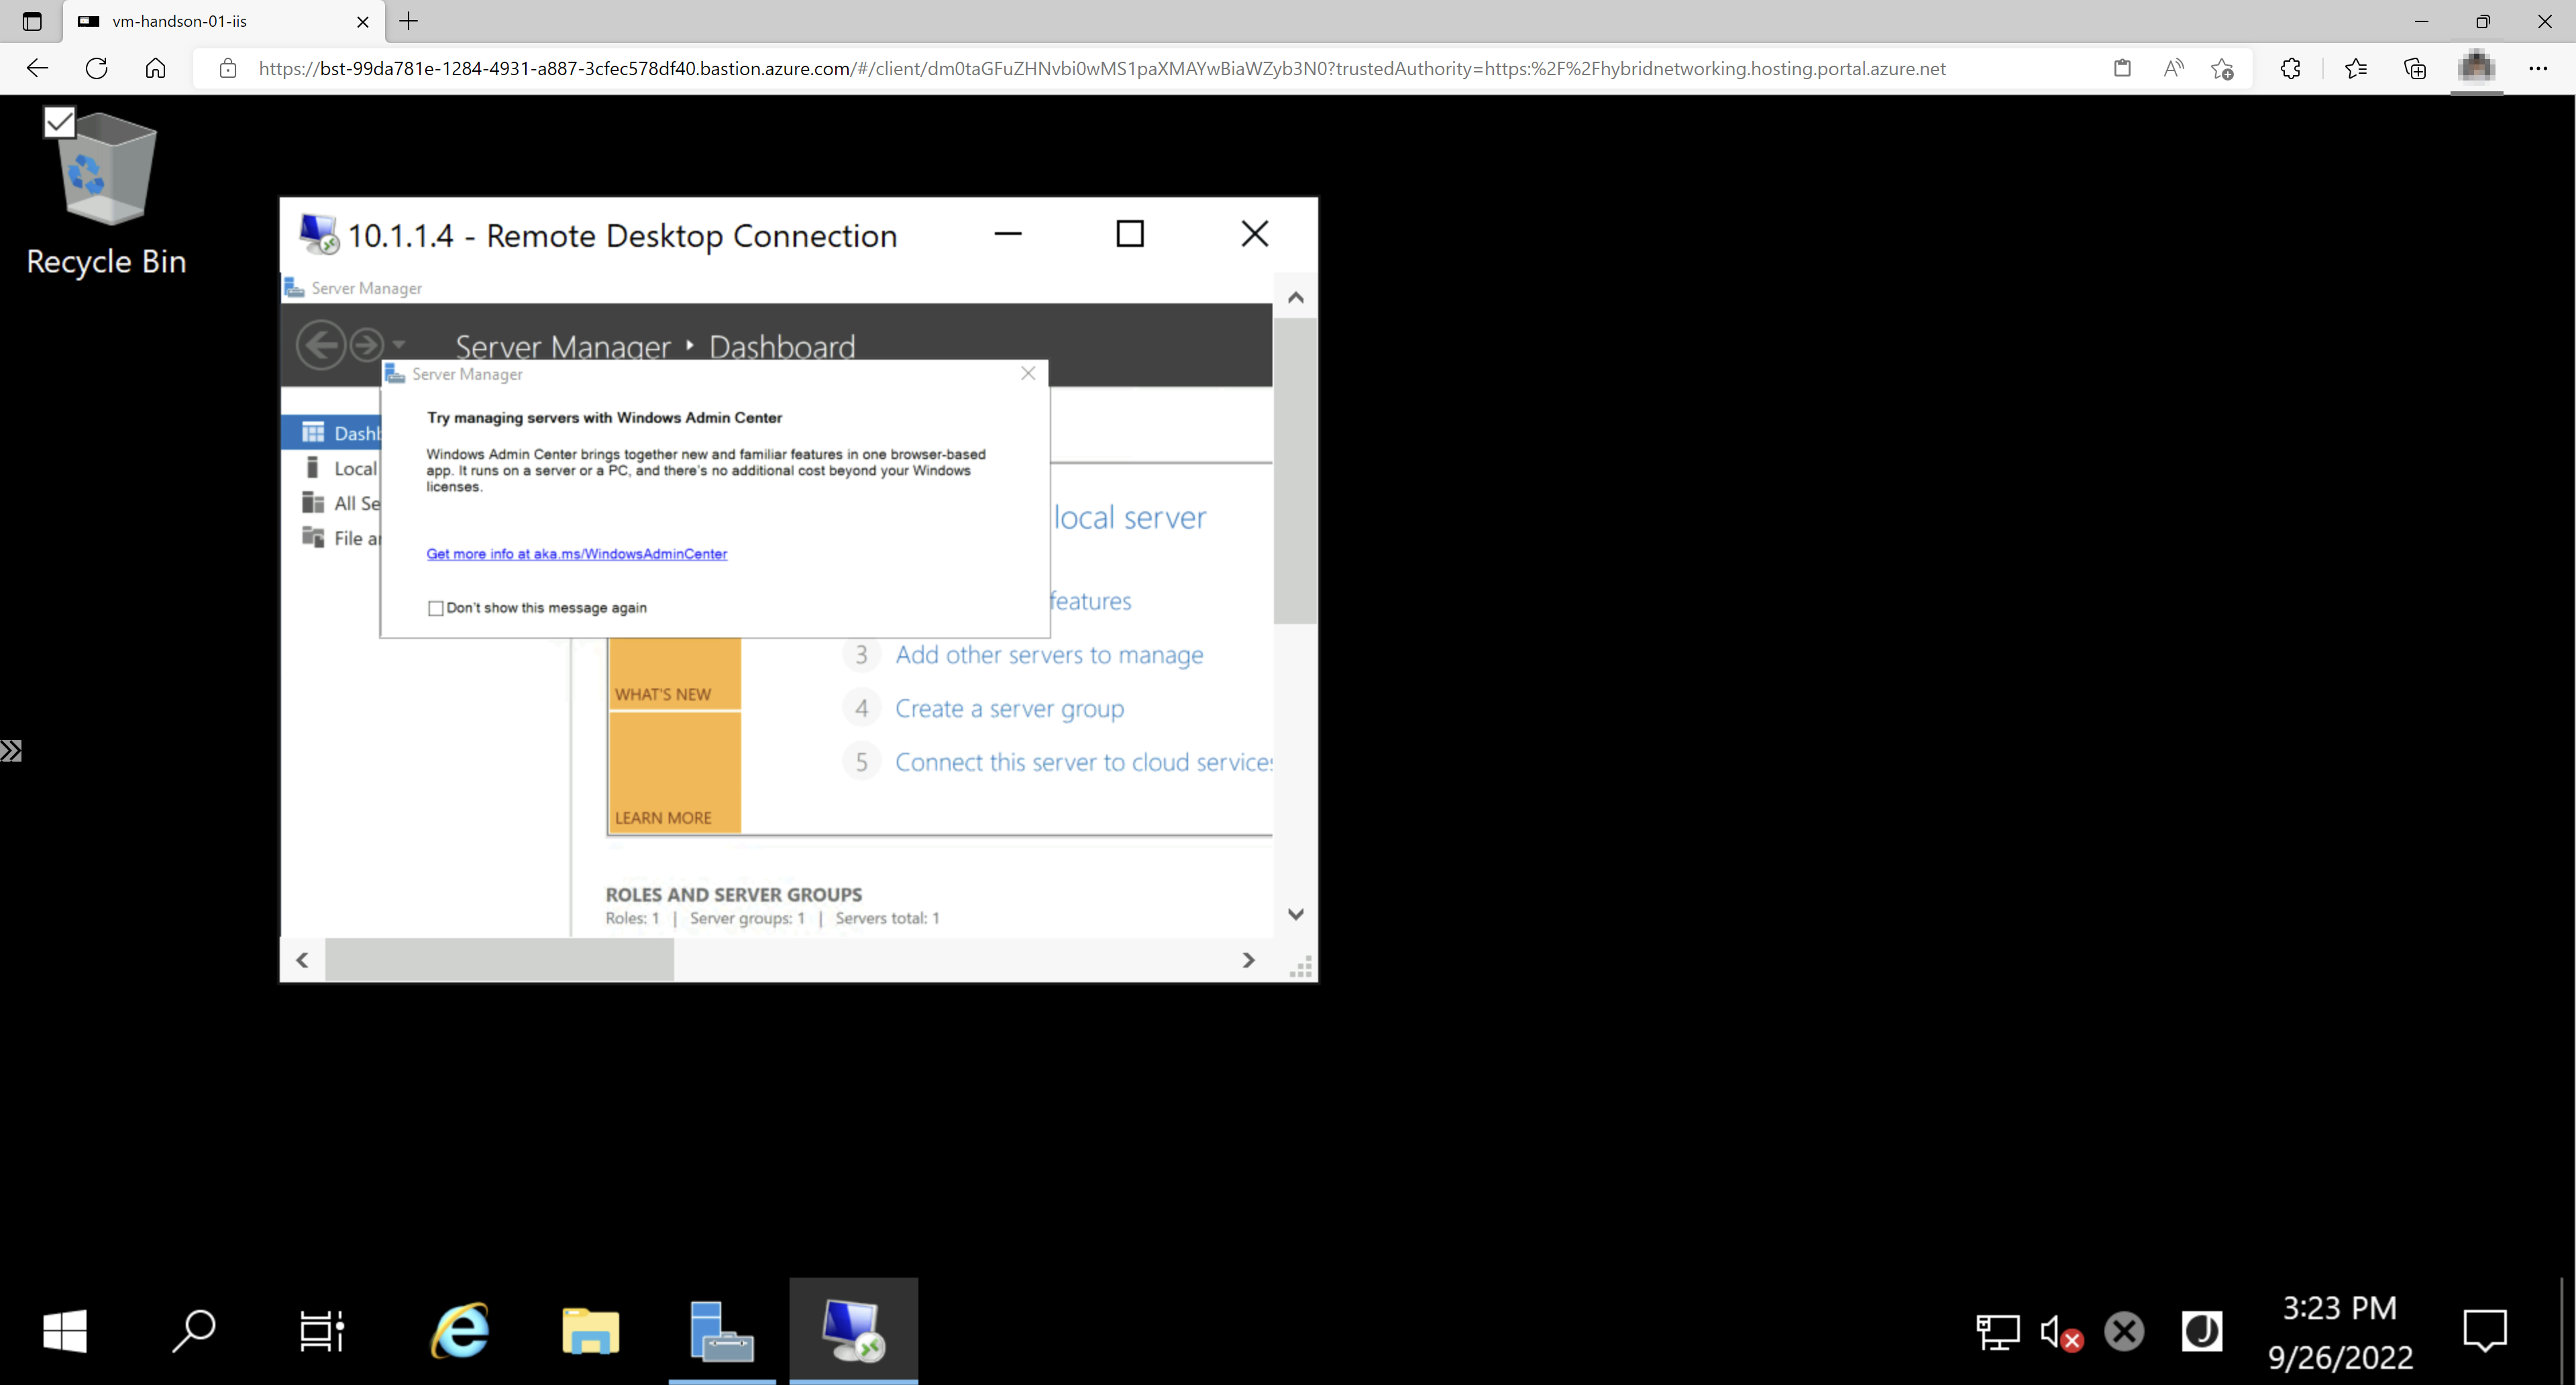 vm-handson-01-iis
https://bst-99da781e-1284-4931-a887-3cfec578df40.bastion.azure.com/#/client/dm0taGFuZHNvbi0wMS1paXMAYwBiaWZyb3N0?trustedAuthority=https:%2F%2Fhybridnetworking.hosting.portal.azure.net
Recycle Bin
10.1.1.4 - Remote Desktop Connection
Server Manager
Server Manager ‣ Dashboard
Server Manager
Try managing servers with Windows Admin Center
Windows Admin Center brings together new and familiar features in one browser-based
app. It runs on a server or a PC, and there's no additional cost beyond your Windows
licenses.
Get more info at aka.ms/WindowsAdminCenter
Don't show this message again
Dashb
Local
All Se
File a
local server
features
3 Add other servers to manage
WHAT'S NEW
4 Create a server group
5 Connect this server to cloud services
LEARN MORE
ROLES AND SERVER GROUPS
Roles: 1 | Server groups: 1 | Servers total: 1
3:23 PM
9/26/2022